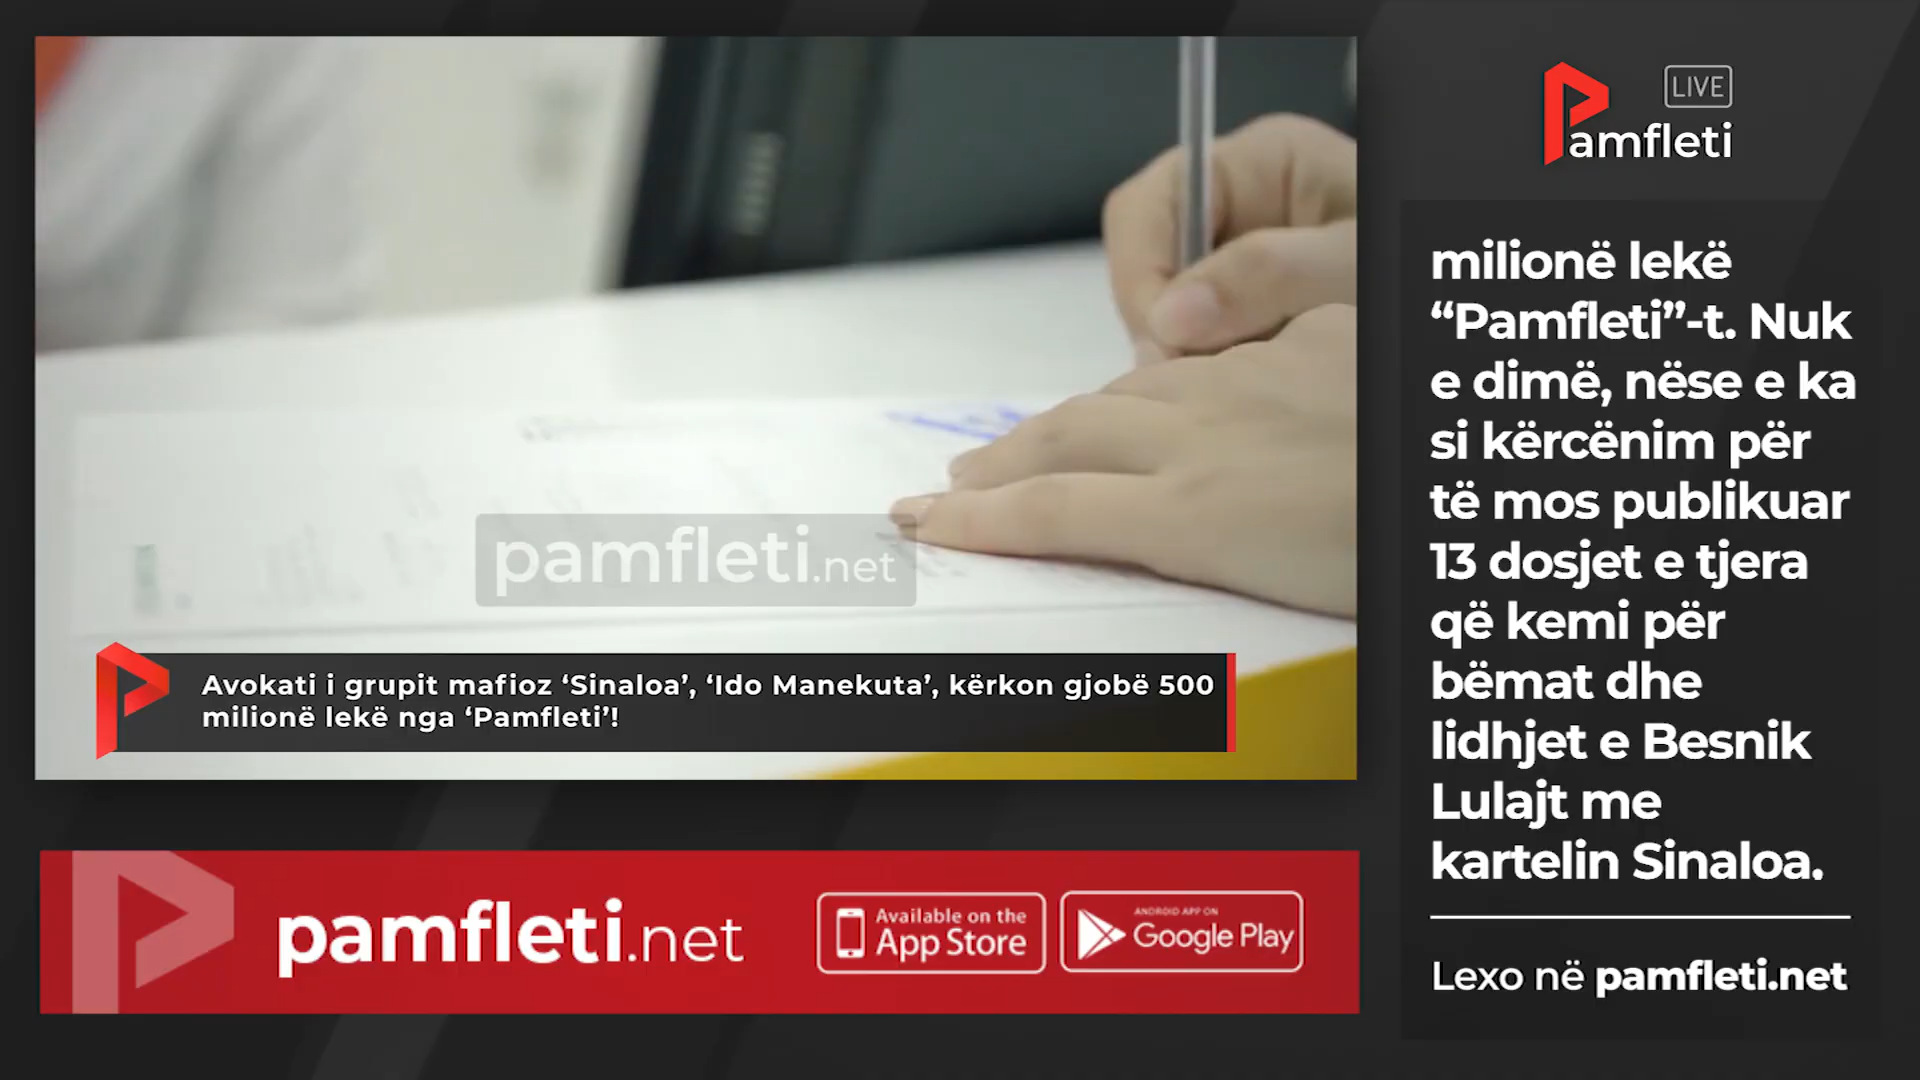 pamfleti.net
Avokati i grupit mafioz ‘Sinaloa’, ‘Ido Manekuta’, kërkon gjobë 500
milionë lekë nga ‘Pamfleti’!
pamfleti.net
Available on the
App Store
ANDROID APP ON
Google Play
LIVE
Pamfleti
milionë lekë
“Pamfleti”-t. Nuk
e dimë, nëse e ka
si kërcënim për
të mos publikuar
13 dosjet e tjera
që kemi për
bëmat dhe
lidhjet e Besnik
Lulajt me
kartelin Sinaloa.
Lexo në pamfleti.net